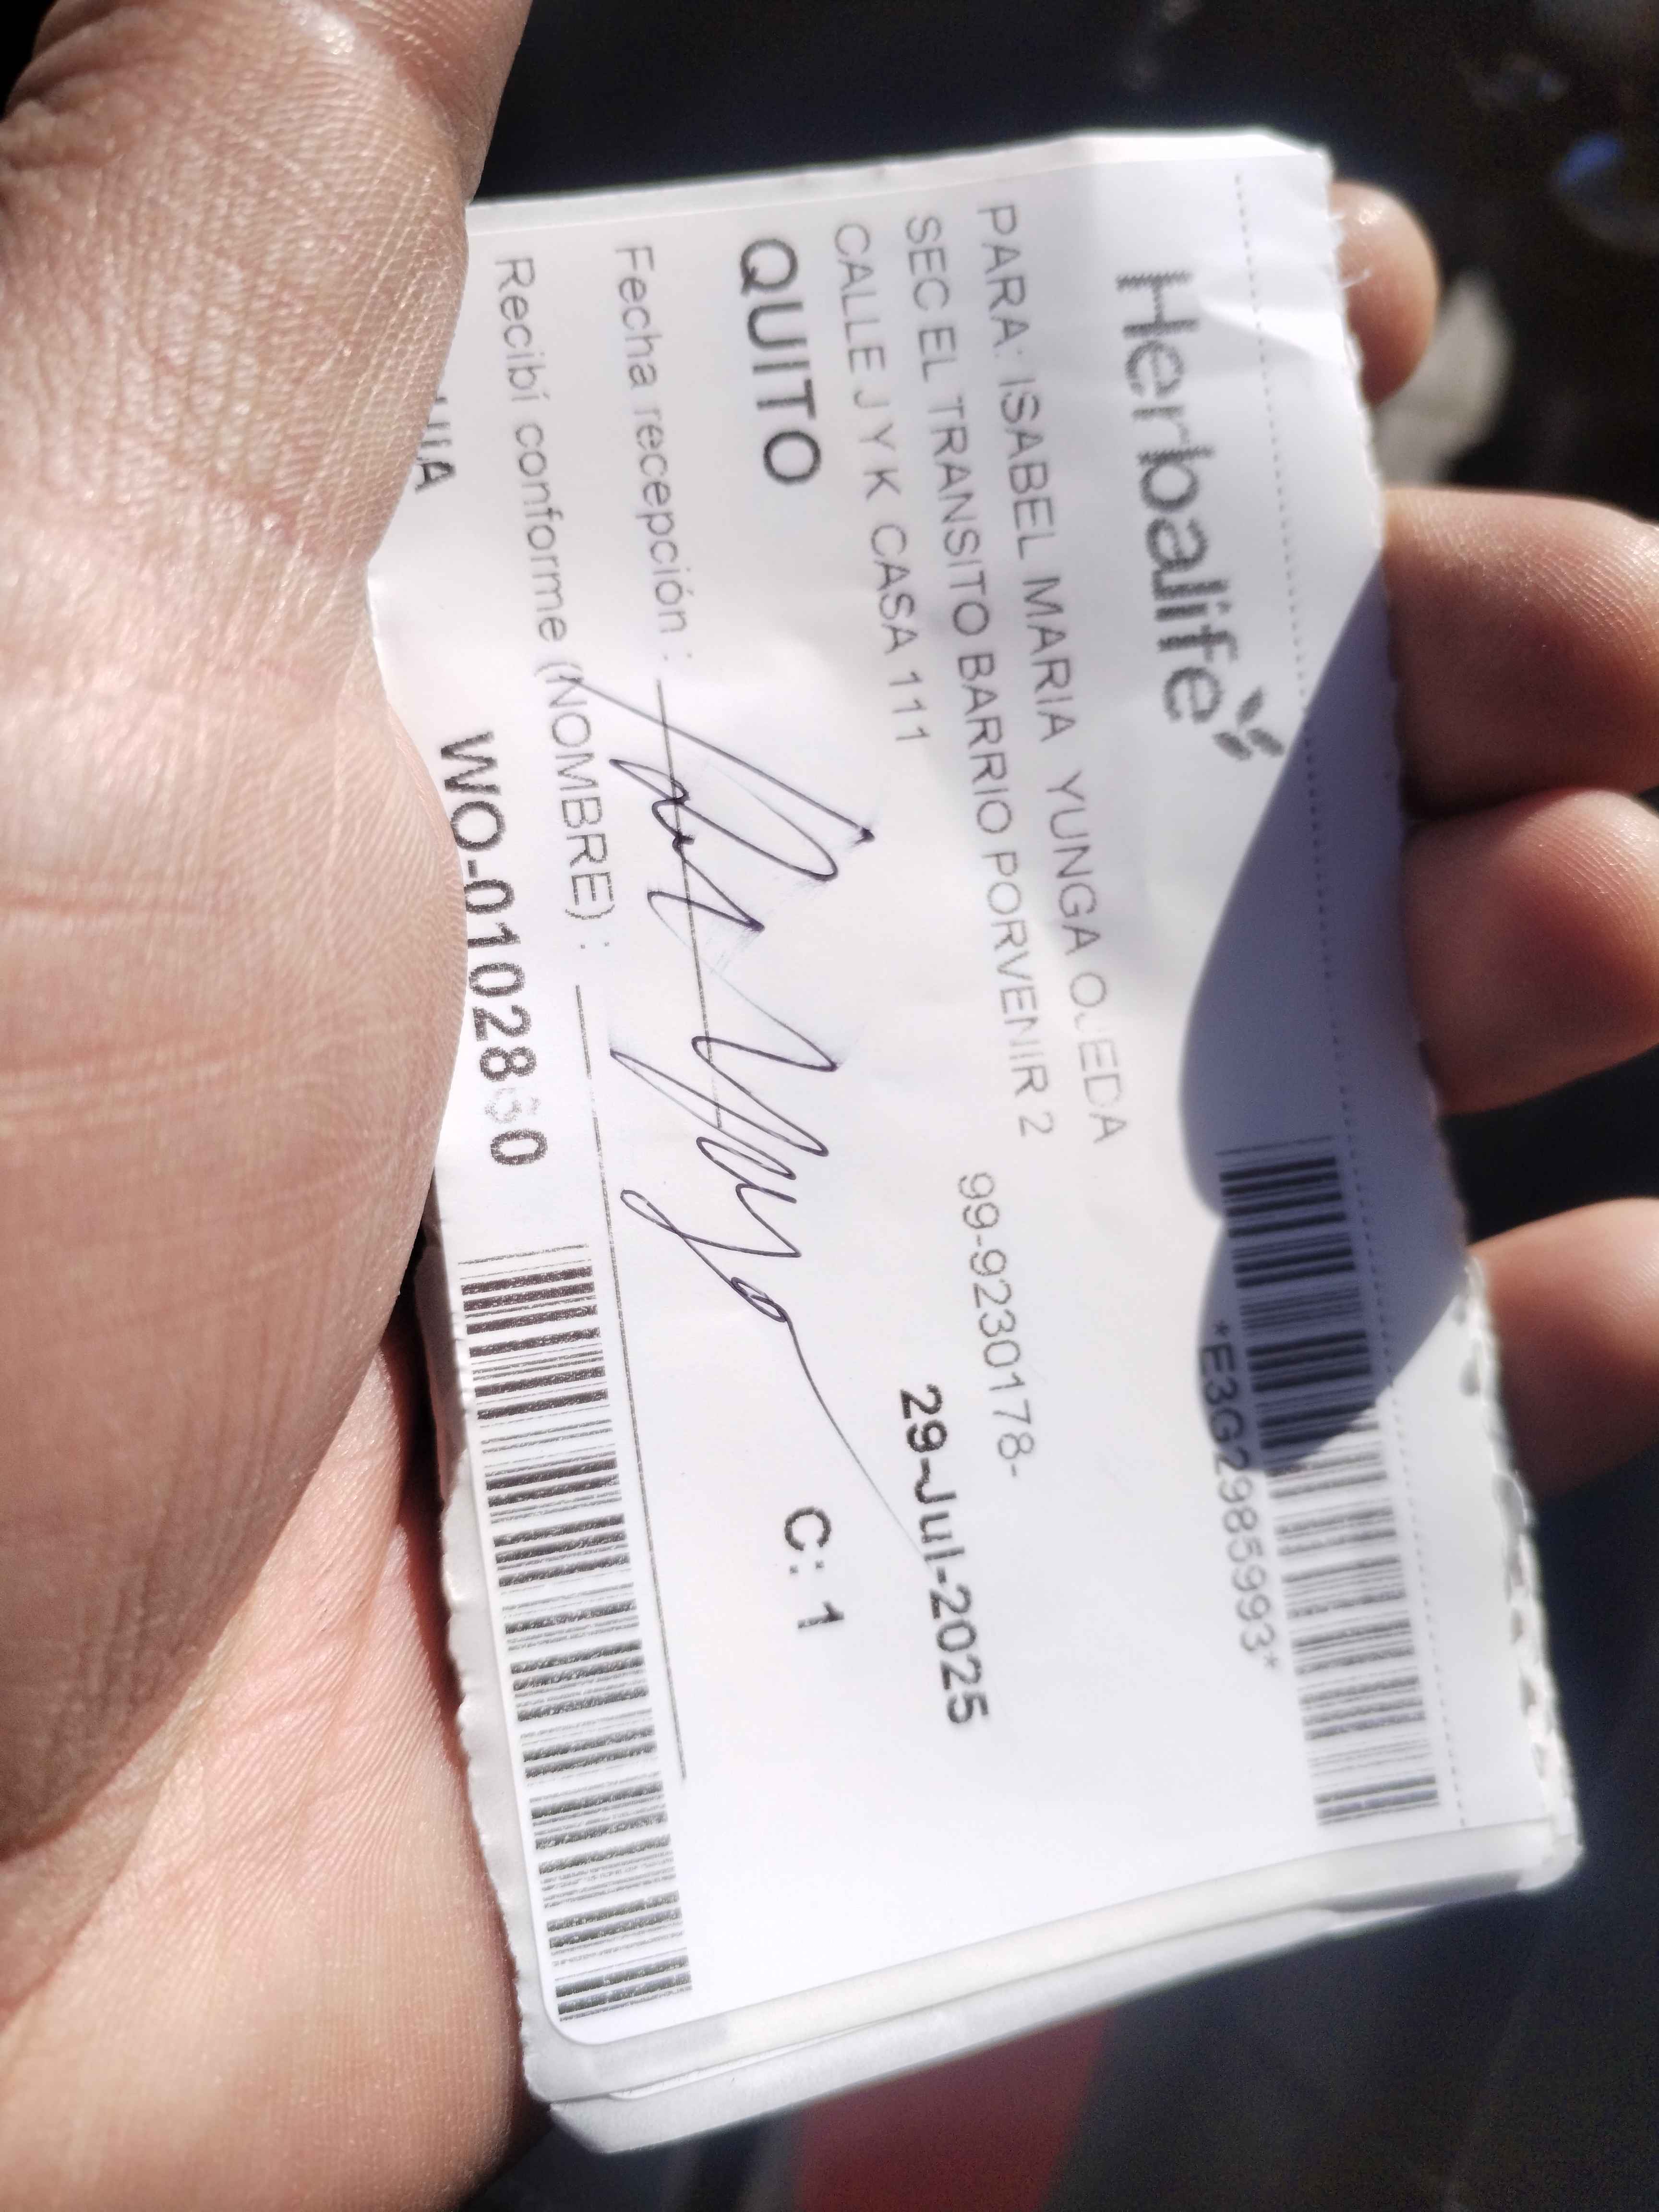 Herbalife
*E3G2985993*
PARA: ISABEL MARIA YUNGA OJEDA
SEC EL TRANSITO BARRIO PORVENIR 2
99-9230178-
CALLE J Y K CASA 111
29-Jul-2025
QUITO
C: 1
Fecha recepción :
Recibí conforme (NOMBRE) :